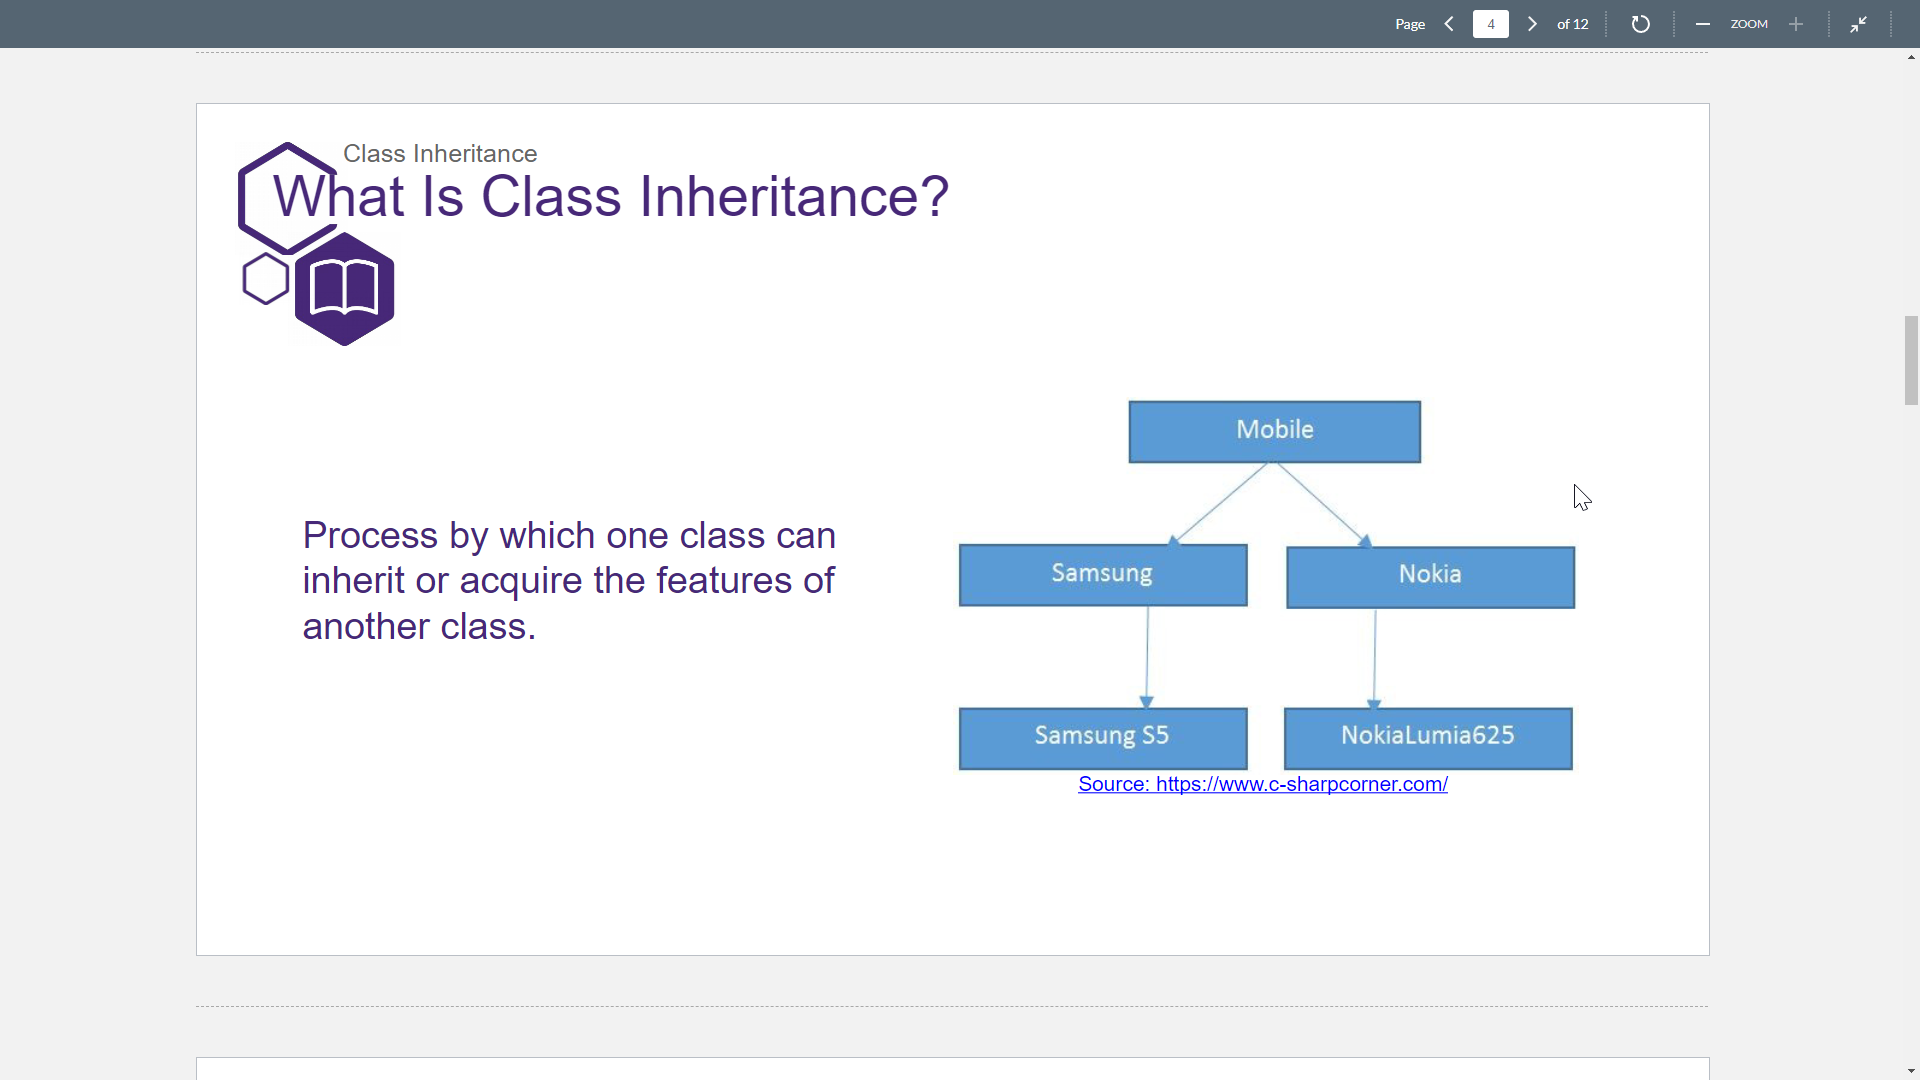 Page 4 of 12 ZOOM
Class Inheritance
What Is Class Inheritance?
Mobile
Process by which one class can
inherit or acquire the features of
another class.
Samsung Nokia
Samsung S5 NokiaLumia625
Source: https://www.c-sharpcorner.com/